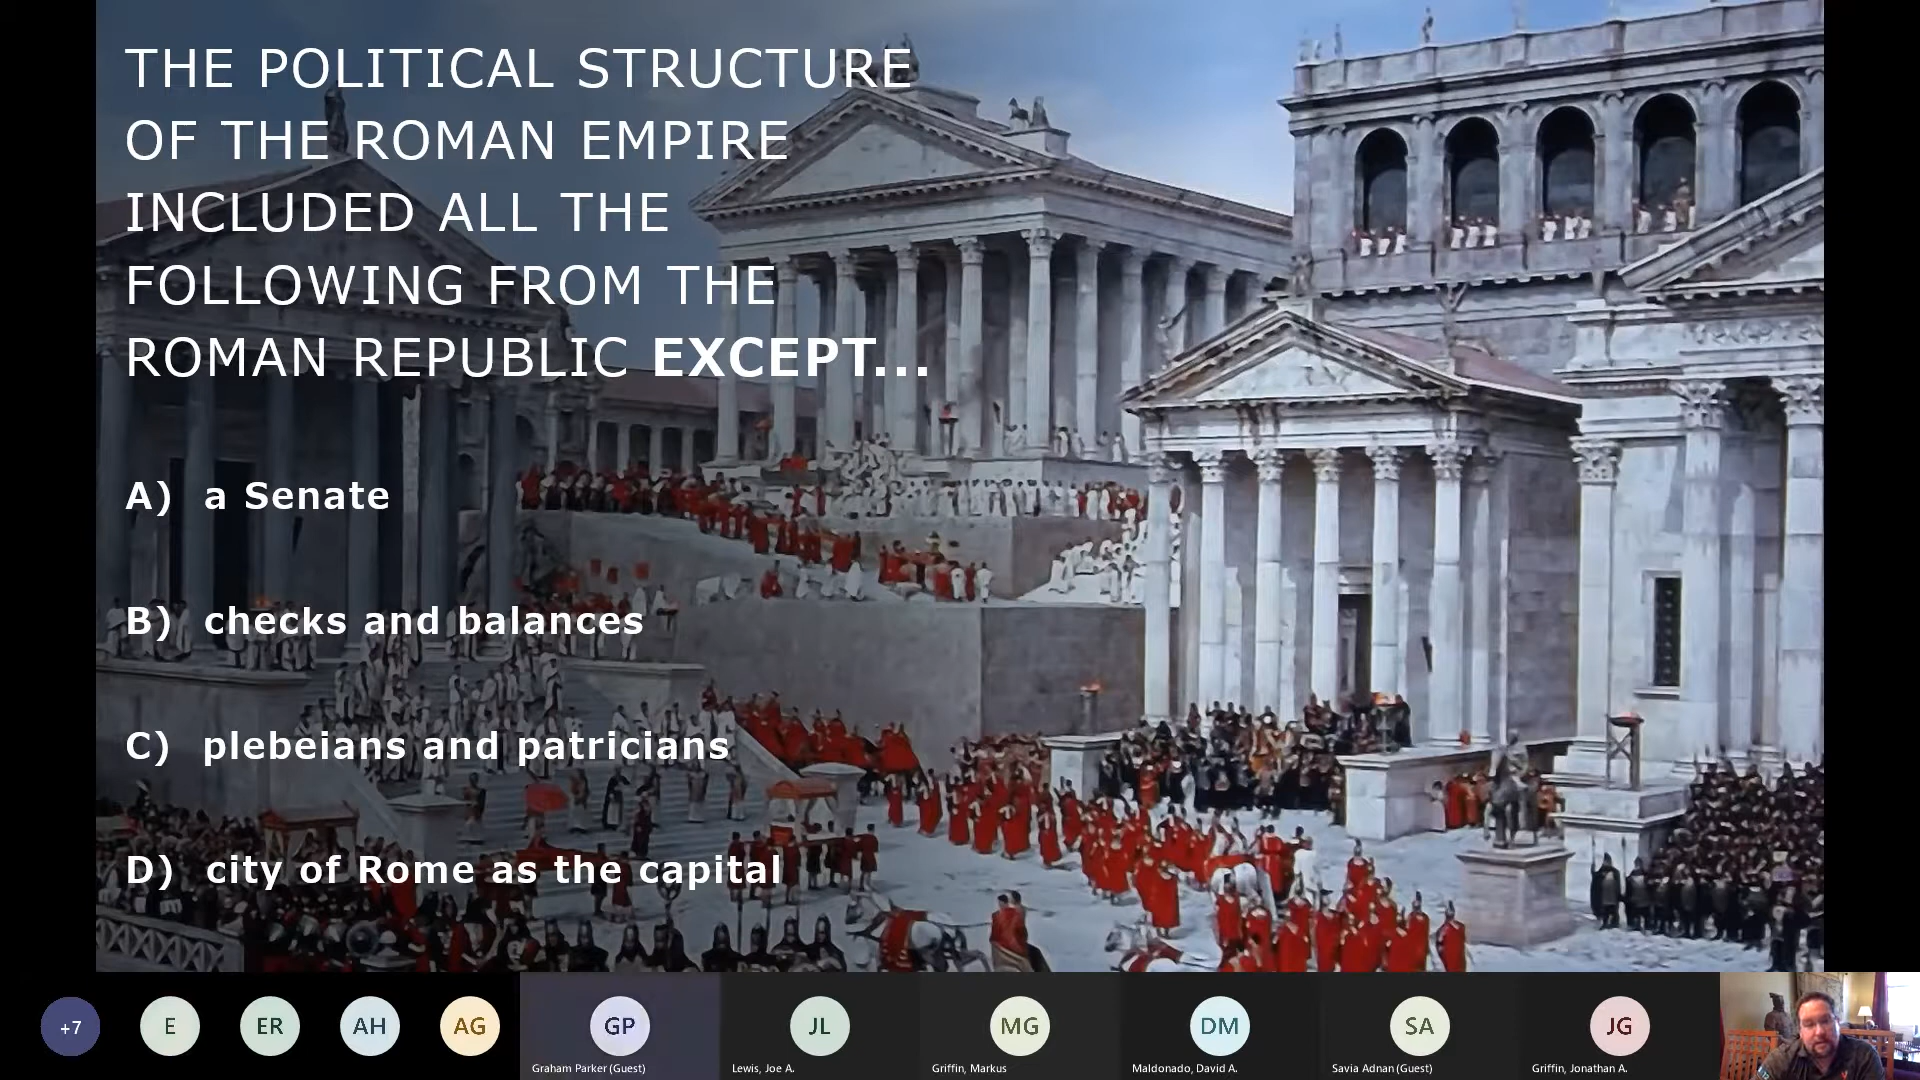 THE POLITICAL STRUCTURE
OF THE ROMAN EMPIRE
INCLUDED ALL THE
FOLLOWING FROM THE
ROMAN REPUBLIC EXCEPT...
A) a Senate
B) checks and balances
C) plebeians and patricians
D) city of Rome as the capital
+7
E
ER
AH
AG
GP
JL
MG
DM
SA
JG
Graham Parker (Guest)
Lewis, Joe A.
Griffin, Markus
Maldonado, David A.
Savia Adnan (Guest)
Griffin, Jonathan A.